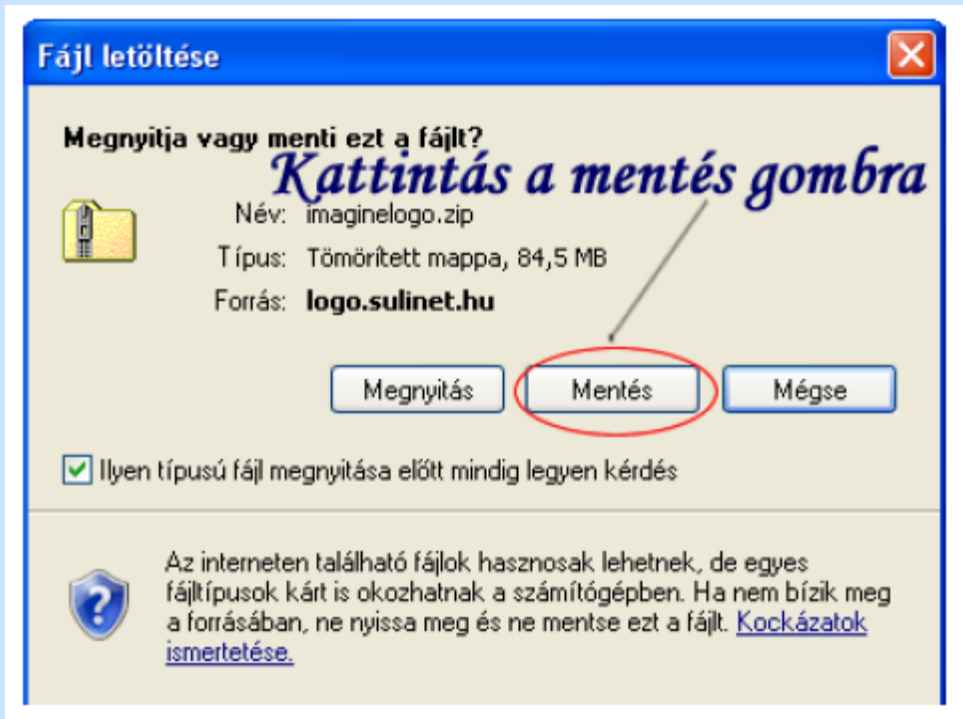 Fájl letöltése
Megnyitja vagy menti ezt a fájlt?
Kattintás a mentés gombra
Név: imaginelogo.zip
Típus: Tömörített mappa, 84,5 MB
Forrás: logo.sulinet.hu
Megnyitás Mentés Mégse
Ilyen típusú fájl megnyitása előtt mindig legyen kérdés
Az interneten található fájlok hasznosak lehetnek, de egyes
fájltípusok kárt is okozhatnak a számítógépben. Ha nem bízik meg
a forrásában, ne nyissa meg és ne mentse ezt a fájlt. Kockázatok
ismertetése.